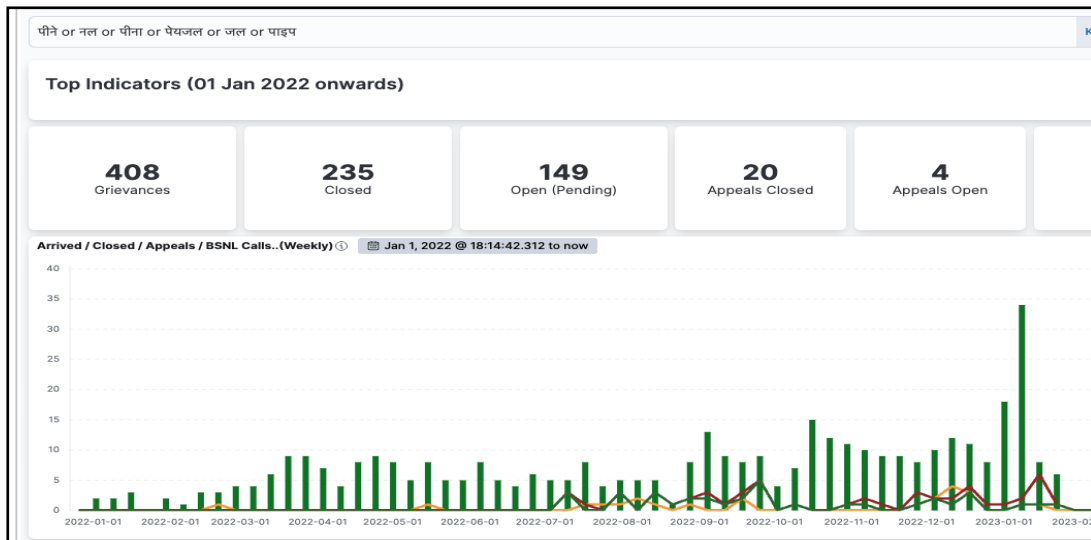 पीने or नल or पीना or पेयजल or जल or पाइप
K
Top Indicators (01 Jan 2022 onwards)
408
Grievances
235
Closed
149
Open (Pending)
20
Appeals Closed
4
Appeals Open
Arrived / Closed / Appeals / BSNL Calls..(Weekly) Jan 1, 2022 @ 18:14:42.312 to now
40
35
30
25
20
15
10
5
0
2022-01-01 2022-02-01 2022-03-01 2022-04-01 2022-05-01 2022-06-01 2022-07-01 2022-08-01 2022-09-01 2022-10-01 2022-11-01 2022-12-01 2023-01-01